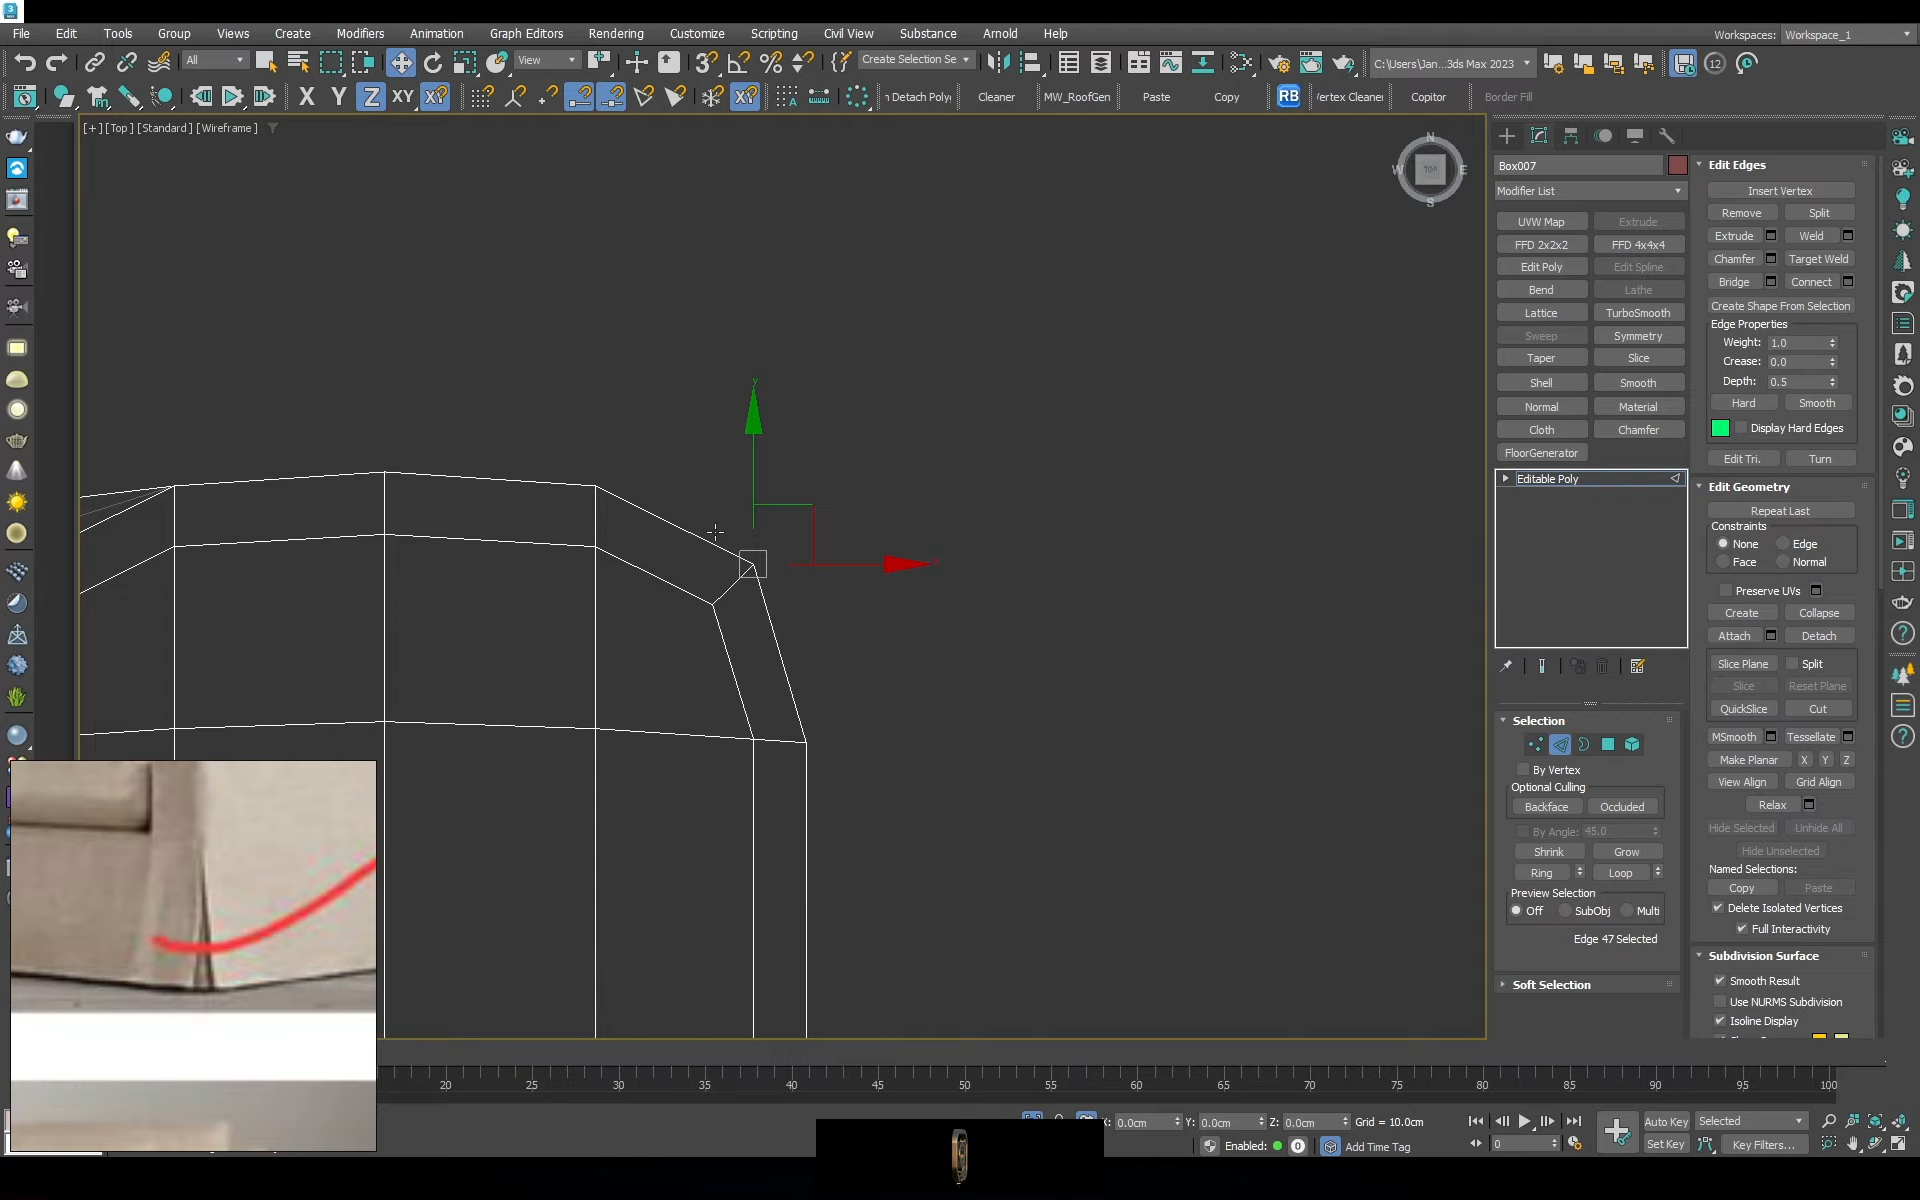 File Edit Tools Group Views Create Modifiers Animation Graph Editors Rendering Customize Scripting Civil View Substance Arnold Help
Workspaces: Workspace_1
All View Create Selection Se C:\Users\Jan...3ds Max 2023 12
X Y Z XY XY XY n Detach Poly Cleaner MW_RoofGen Paste Copy RB Vertex Cleaner Copitor Border Fill
[+] [Top] [Standard] [Wireframe]
N
W TOP E
S
y
x
Box007
Modifier List
UVW Map Extrude
FFD 2x2x2 FFD 4x4x4
Edit Poly Edit Spline
Bend Lathe
Lattice TurboSmooth
Sweep Symmetry
Taper Slice
Shell Smooth
Normal Material
Cloth Chamfer
FloorGenerator
Editable Poly
Selection
By Vertex
Optional Culling
Backface Occluded
By Angle: 45.0
Shrink Grow
Ring Loop
Preview Selection
Off SubObj Multi
Edge 47 Selected
Soft Selection
Edit Edges
Insert Vertex
Remove Split
Extrude Weld
Chamfer Target Weld
Bridge Connect
Create Shape From Selection
Edge Properties
Weight: 1.0
Crease: 0.0
Depth: 0.5
Hard Smooth
Display Hard Edges
Edit Tri. Turn
Edit Geometry
Repeat Last
Constraints
None Edge
Face Normal
Preserve UVs
Create Collapse
Attach Detach
Slice Plane Split
Slice Reset Plane
QuickSlice Cut
MSmooth Tessellate
Make Planar X Y Z
View Align Grid Align
Relax
Hide Selected Unhide All
Hide Unselected
Named Selections:
Copy Paste
Delete Isolated Vertices
Full Interactivity
Subdivision Surface
Smooth Result
Use NURMS Subdivision
Isoline Display
20 25 30 35 40 45 50 55 60 65 70 75 80 85 90 95 100
X: 0.0cm Y: 0.0cm Z: 0.0cm Grid = 10.0cm
Enabled: 0 Add Time Tag
0
Auto Key Selected
Set Key Key Filters...